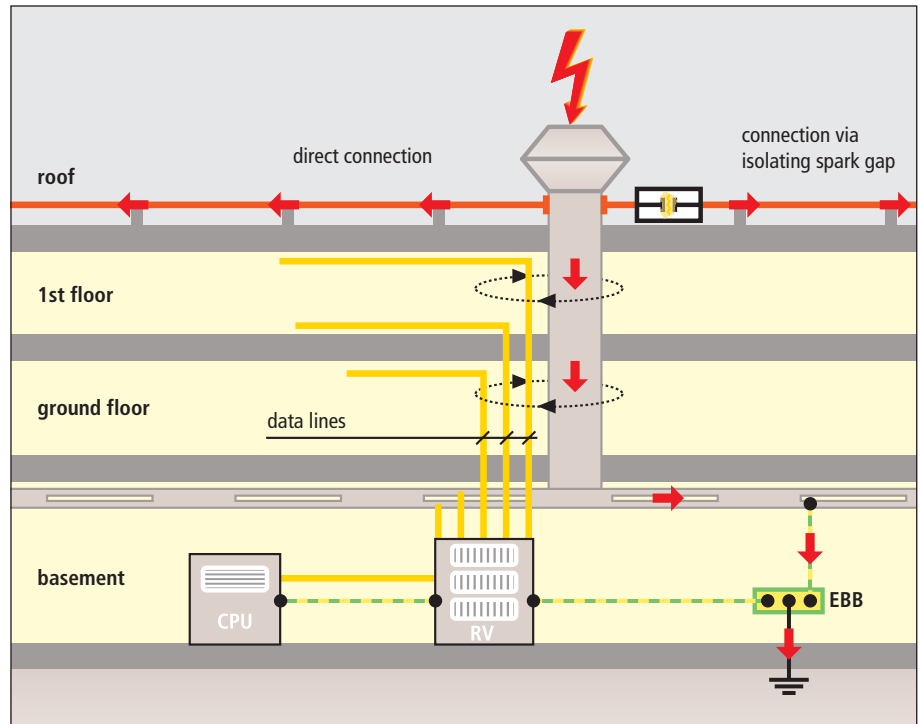 direct connection
connection via
isolating spark gap
roof
1st floor
ground floor
data lines
basement
CPU
RV
EBB